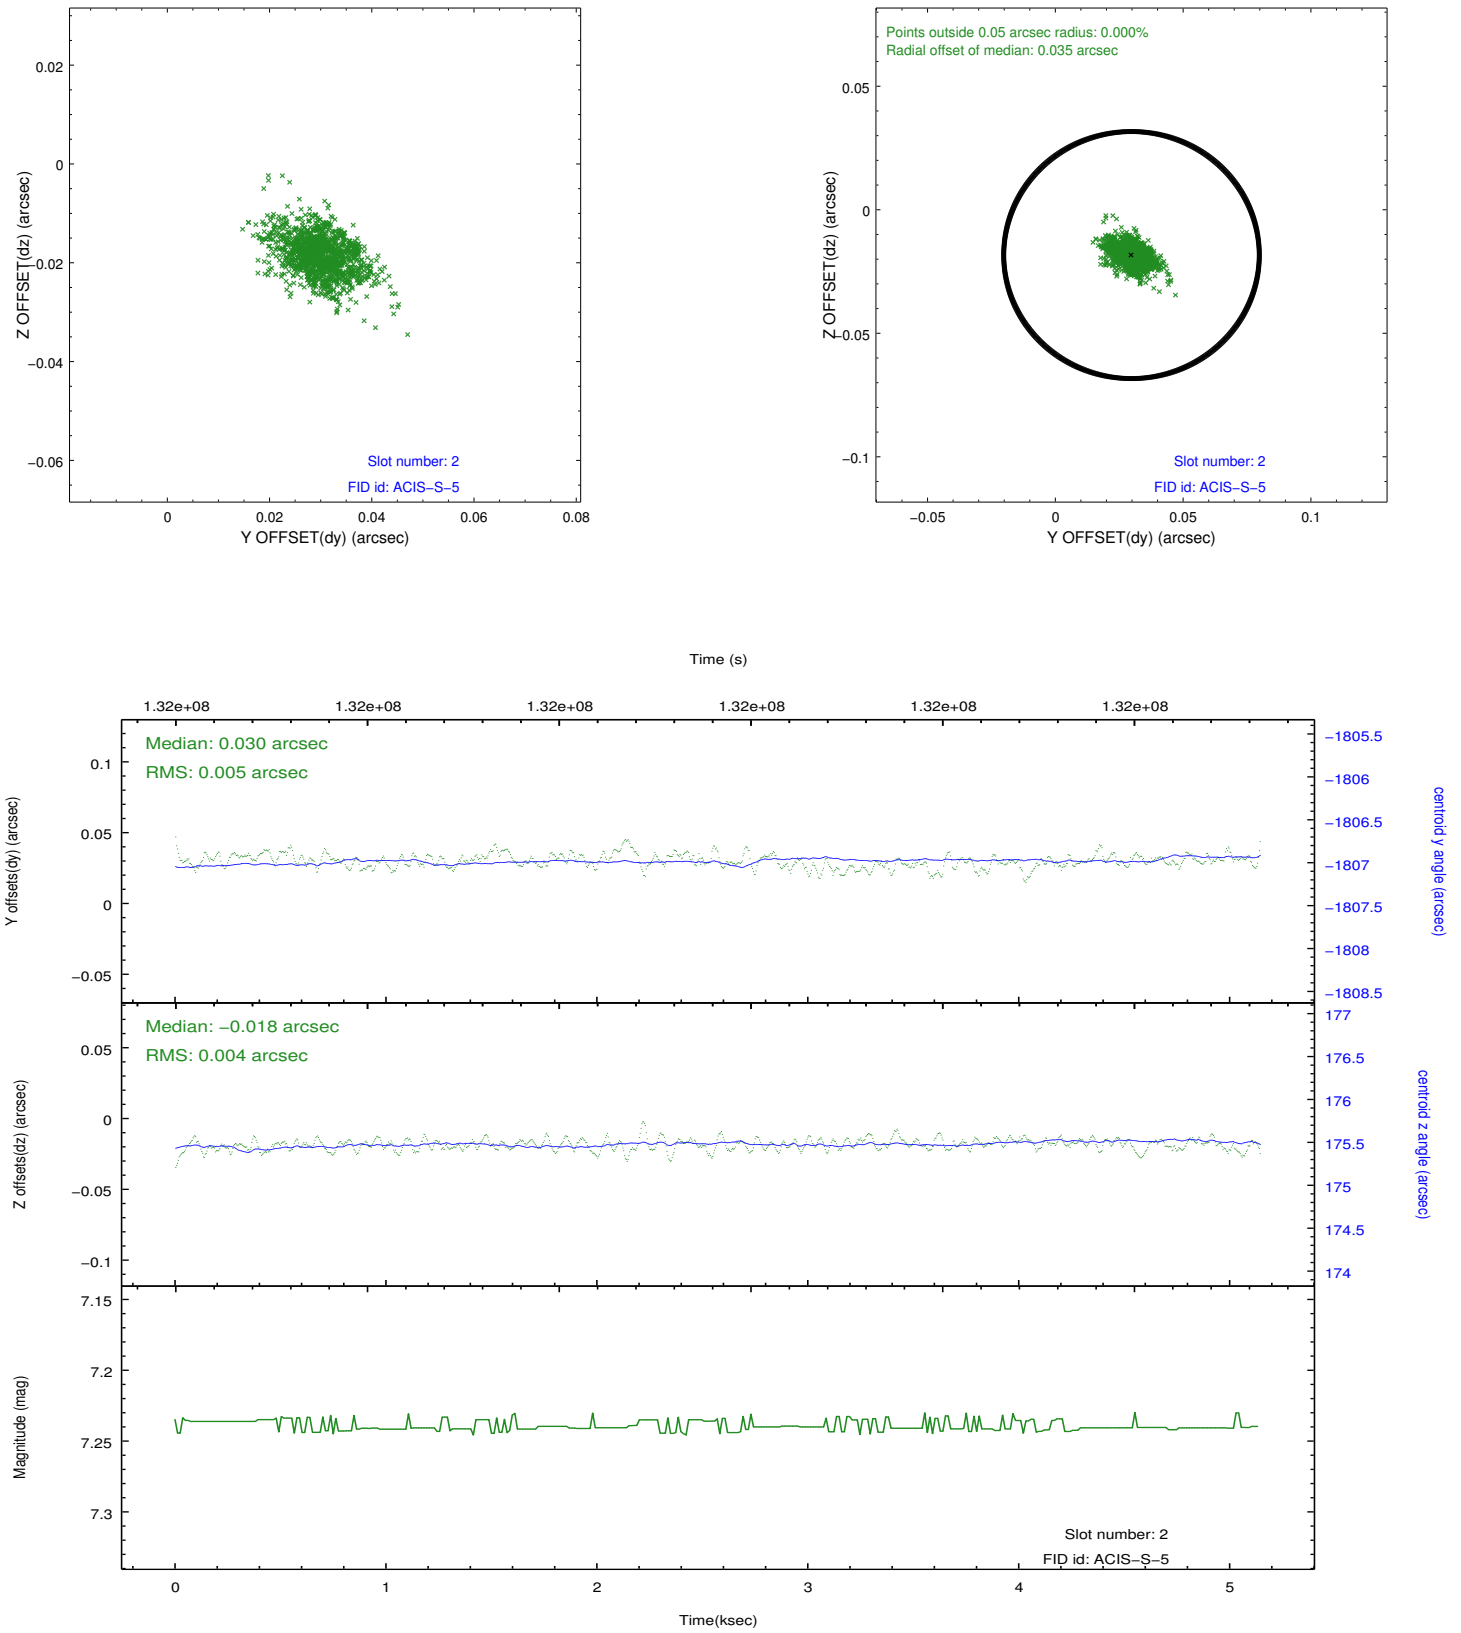 0.02
0
−0.02
−0.04
−0.06
Z OFFSET(dz) (arcsec)
Slot number: 2
FID id: ACIS−S−5
0
0.02
0.04
0.06
0.08
Y OFFSET(dy) (arcsec)
Points outside 0.05 arcsec radius: 0.000%
Radial offset of median: 0.035 arcsec
0.05
0
−0.05
−0.1
Z OFFSET(dz) (arcsec)
Slot number: 2
FID id: ACIS−S−5
−0.05
0
0.05
0.1
Y OFFSET(dy) (arcsec)
Time (s)
1.32e+08
1.32e+08
1.32e+08
1.32e+08
1.32e+08
1.32e+08
Median: 0.030 arcsec
RMS: 0.005 arcsec
0.1
0.05
0
−0.05
Y offsets(dy) (arcsec)
−1805.5
−1806
−1806.5
−1807
−1807.5
−1808
−1808.5
centroid y angle (arcsec)
Median: −0.018 arcsec
RMS: 0.004 arcsec
0.05
0
−0.05
−0.1
Z offsets(dz) (arcsec)
177
176.5
176
175.5
175
174.5
174
centroid z angle (arcsec)
7.15
7.2
7.25
7.3
Magnitude (mag)
Slot number: 2
FID id: ACIS−S−5
0
1
2
3
4
5
Time(ksec)